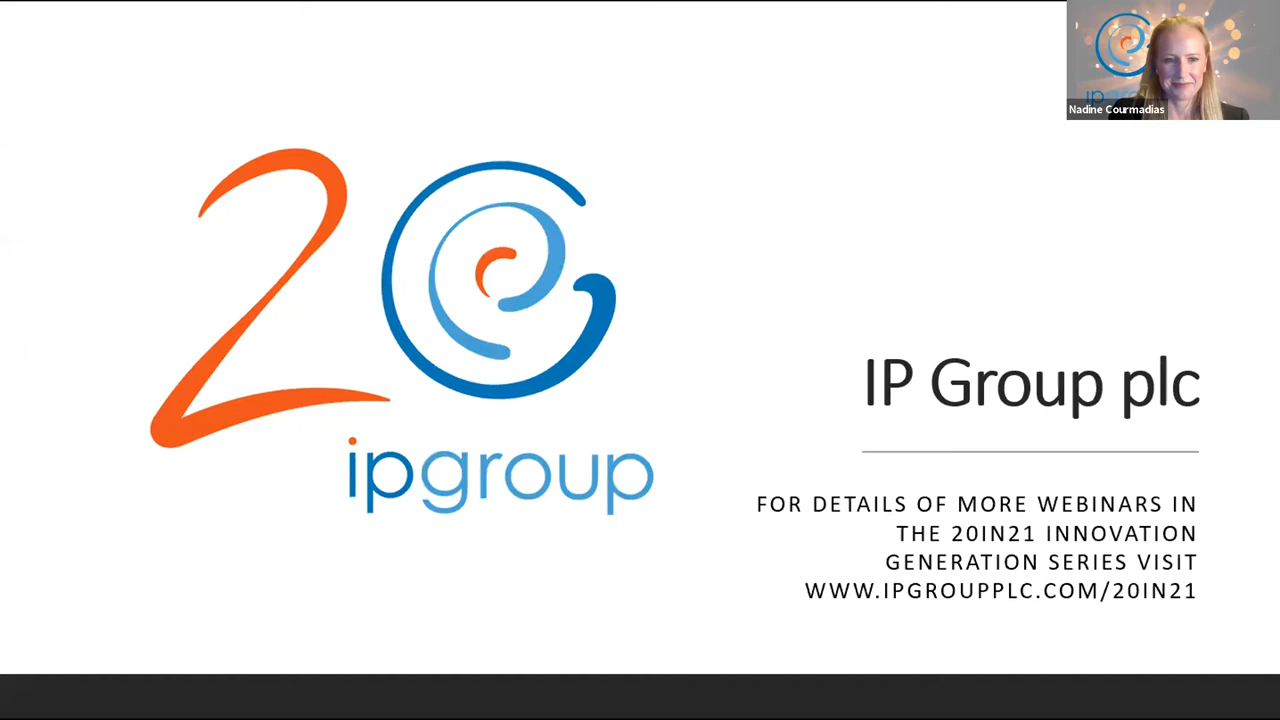 Nadine Courmadias
20
ipgroup
IP Group plc
FOR DETAILS OF MORE WEBINARS IN
THE 20IN21 INNOVATION
GENERATION SERIES VISIT
WWW.IPGROUPPLC.COM/20IN21